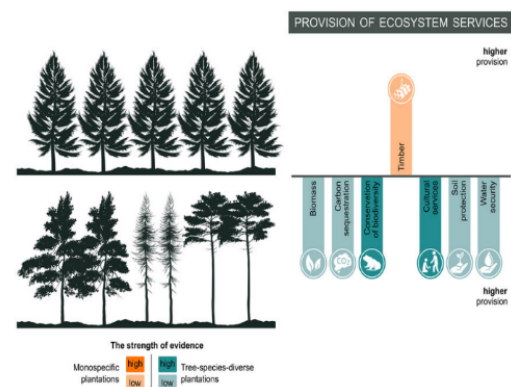 PROVISION OF ECOSYSTEM SERVICES
higher
provision
Timber
Biomass
Carbon
sequestration
Conservation
of biodiversity
Cultural
services
Soil
protection
Water
security
CO2
higher
provision
The strength of evidence
Monospecific
plantations
high
low
high
low
Tree-species-diverse
plantations